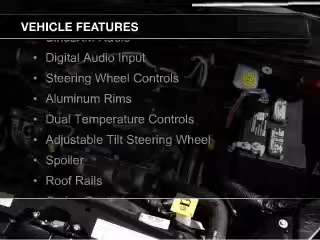 VEHICLE FEATURES
• Digital Audio Input
• Steering Wheel Controls
• Aluminum Rims
• Dual Temperature Controls
• Adjustable Tilt Steering Wheel
• Spoiler
• Roof Rails